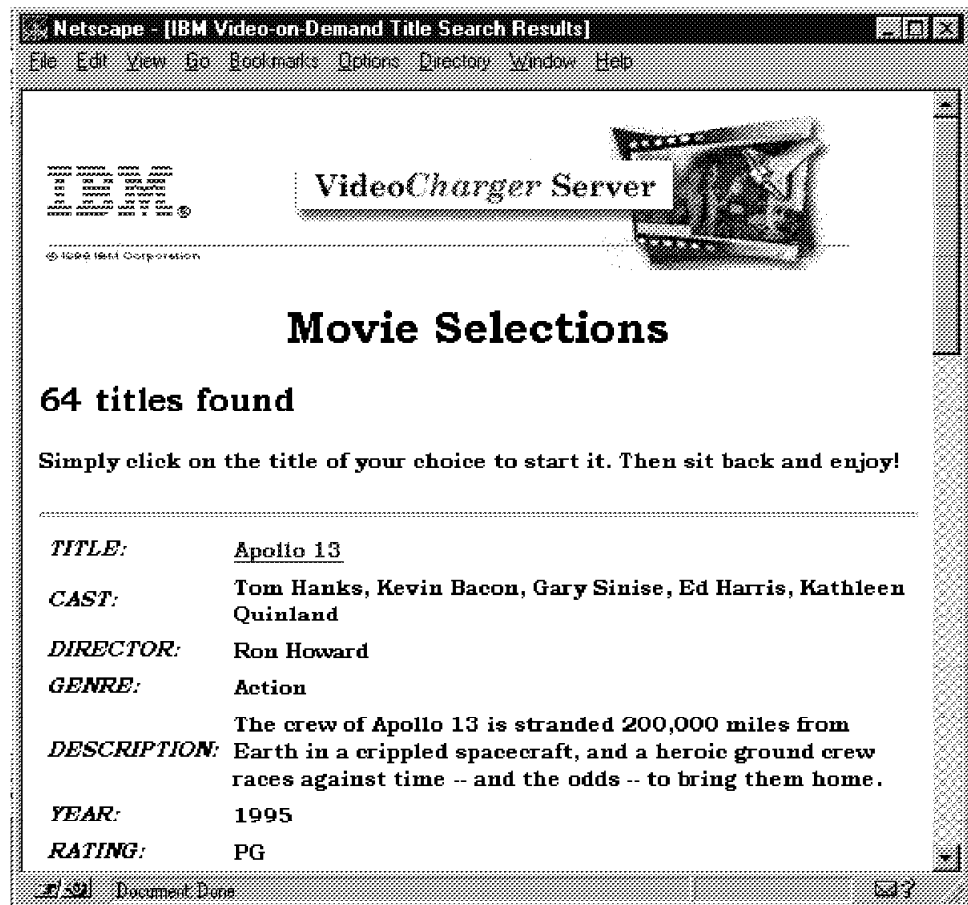 Netscape - [IBM Video-on-Demand Title Search Results]
File Edit View Go Bookmarks Options Directory Window Help
IBM®
VideoCharger Server
© 1996 IBM Corporation
Movie Selections
64 titles found
Simply click on the title of your choice to start it. Then sit back and enjoy!
TITLE: Apollo 13
CAST: Tom Hanks, Kevin Bacon, Gary Sinise, Ed Harris, Kathleen
Quinland
DIRECTOR: Ron Howard
GENRE: Action
The crew of Apollo 13 is stranded 200,000 miles from
DESCRIPTION: Earth in a crippled spacecraft, and a heroic ground crew
races against time -- and the odds -- to bring them home.
YEAR: 1995
RATING: PG
Document: Done